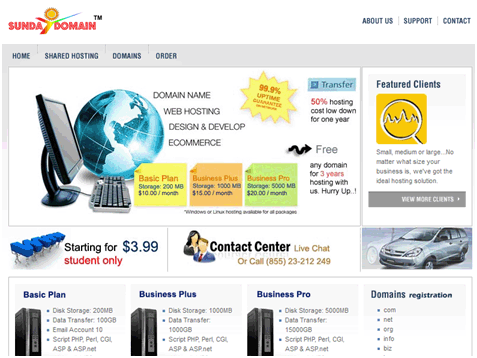 SUNDA DOMAIN TM
ABOUT US | SUPPORT | CONTACT
HOME SHARED HOSTING DOMAINS ORDER
DOMAIN NAME
WEB HOSTING
DESIGN & DEVELOP
ECOMMERCE
99.9%
UPTIME
GUARANTEE
Transfer
50% hosting
cost low down
for one year
Free
any domain
for 3 years
hosting with
us. Hurry Up..!
Basic Plan
Storage: 200 MB
$10.00 / month
Business Plus
Storage: 1000 MB
$15.00 / month
Business Pro
Storage: 5000 MB
$20.00 / month
*Windows or Linux hosting available for all packages
Featured Clients
Small, medium or large...No
matter what size your
business is, we've got the
ideal hosting solution.
VIEW MORE CLIENTS
Starting for $3.99
student only
Contact Center Live Chat
Or Call (855) 23-212 249
Basic Plan
Disk Storage: 200MB
Data Transfer: 100GB
Email Account 10
Script PHP, Perl, CGI,
ASP & ASP.net
Business Plus
Disk Storage: 1000MB
Data Transfer:
1000GB
Script PHP, Perl, CGI,
ASP & ASP.net
Business Pro
Disk Storage: 5000MB
Data Transfer:
15000GB
Script PHP, Perl, CGI,
ASP & ASP.net
Domains registration
com
net
org
info
biz